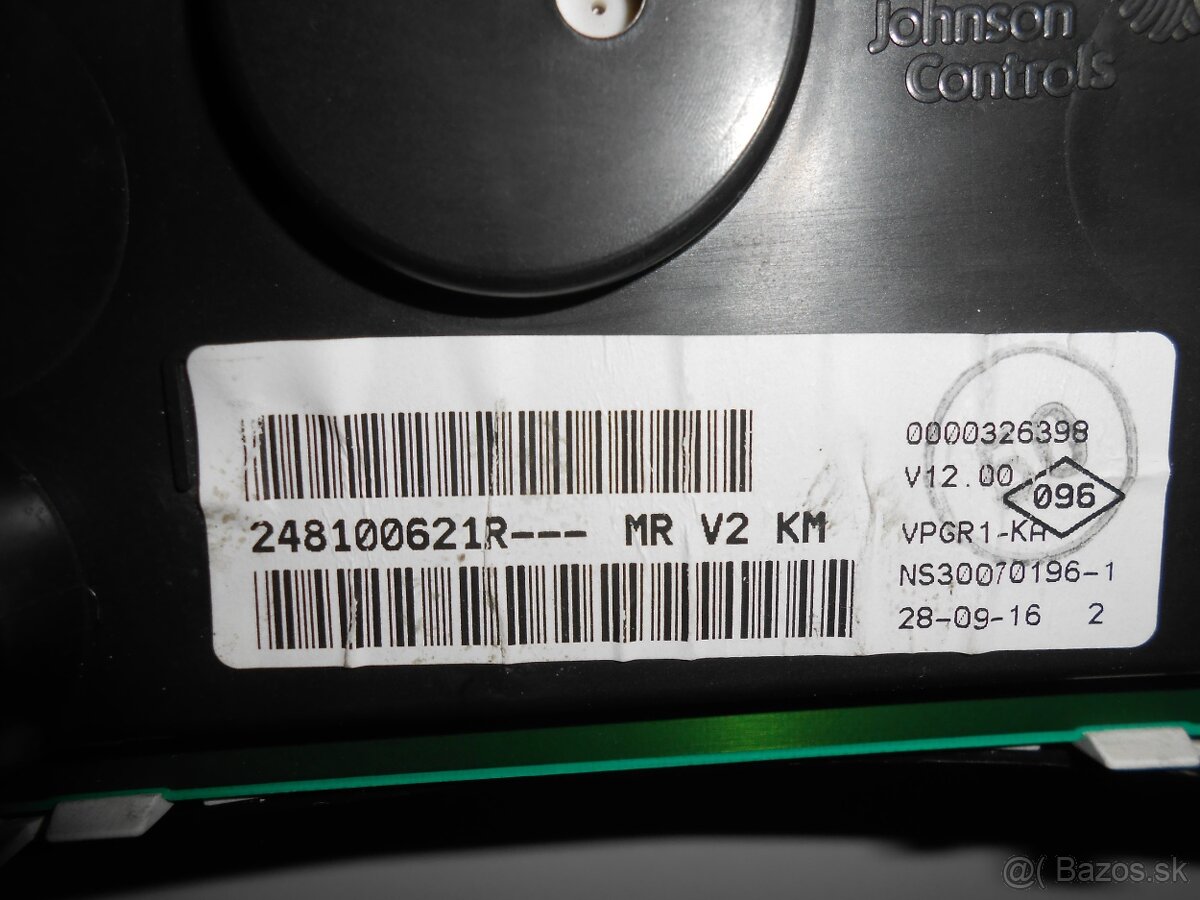 Johnson
Controls
0000326398
V12.00
096
248100621R--- MR V2 KM
VPGR1-KA
NS30070196-1
28-09-16 2
@( Bazos.sk